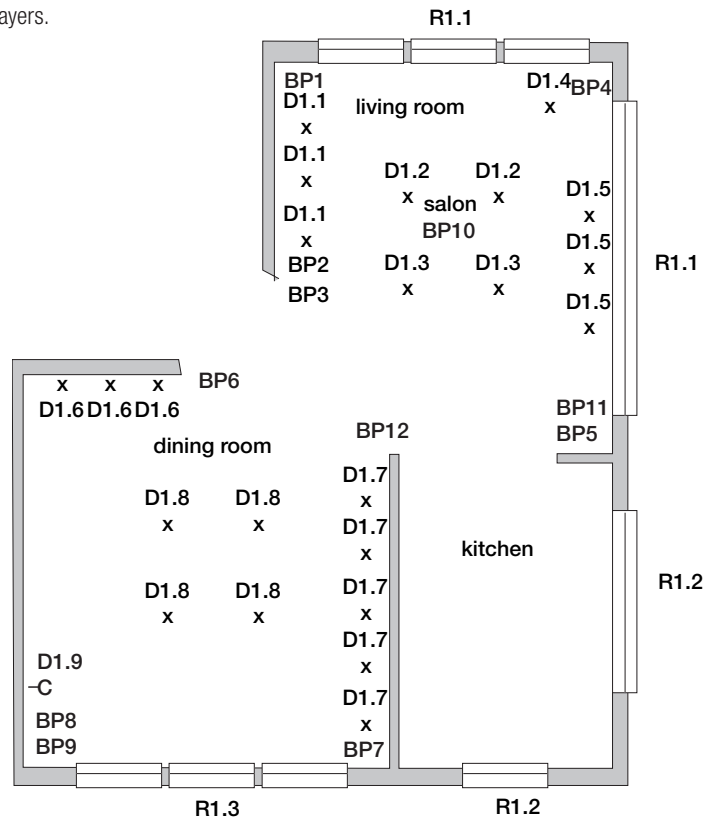 ayers.
R1.1
BP1
D1.4 BP4
D1.1
living room
x
x
D1.1
D1.2 D1.2
x
D1.5
x salon x
D1.1
x
BP10
x
D1.5
BP2
D1.3 D1.3
x
R1.1
BP3
x x
D1.5
x
x x x
BP6
D1.6 D1.6 D1.6
BP11
BP12
BP5
dining room
D1.7
D1.8 D1.8
x
x x
D1.7
kitchen
x
R1.2
D1.8 D1.8
D1.7
x x
x
D1.7
D1.9
x
C
D1.7
BP8
x
BP9
BP7
R1.3 R1.2